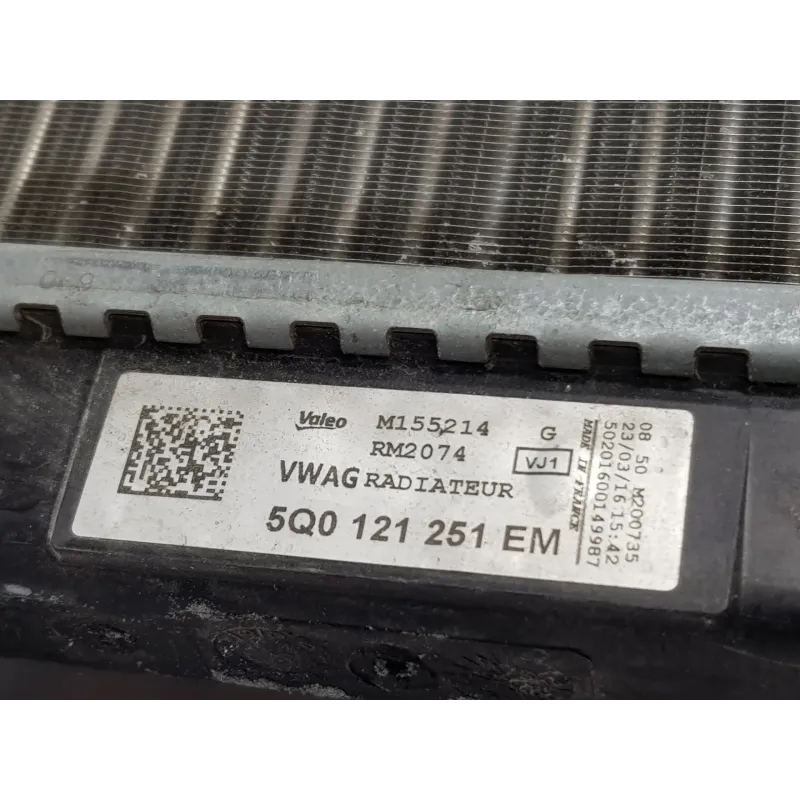 Valeo M155214 G
RM2074 VJ1
VWAG RADIATEUR
5Q0 121 251 EM
MADE IN FRANCE
08 50 M200735
23/03/16 15:42
50201600149987